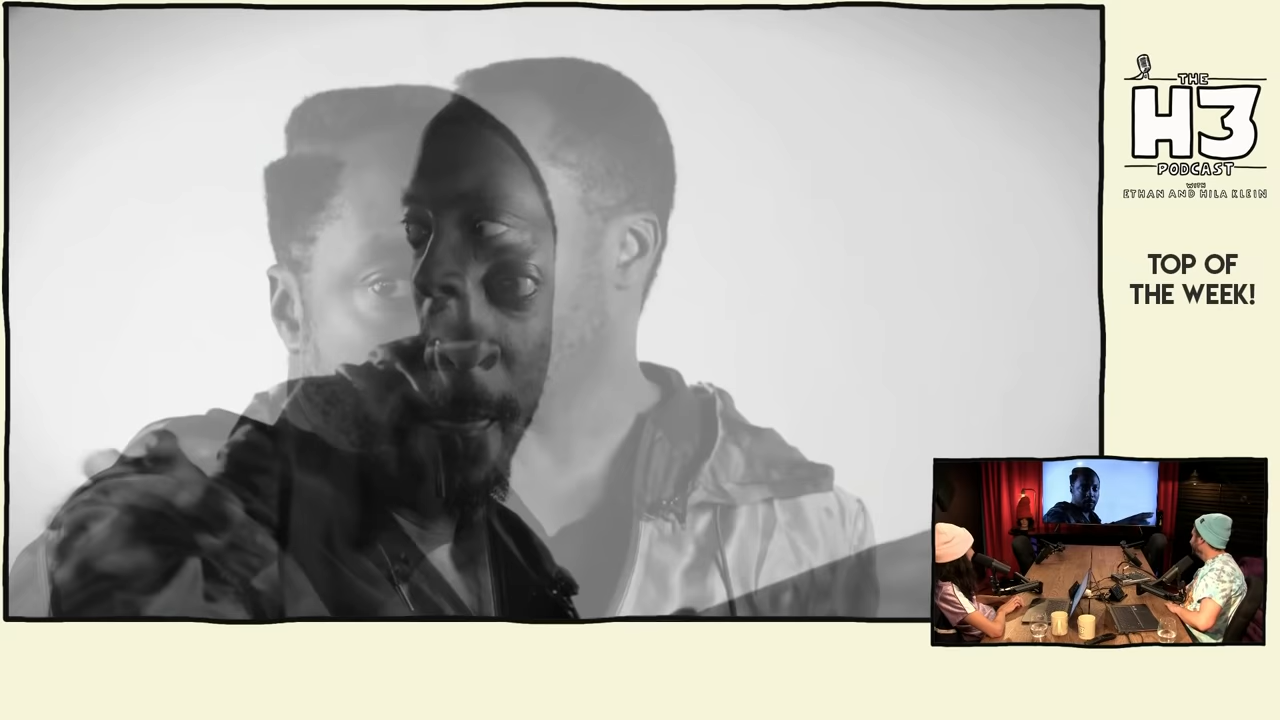 THE
H3
PODCAST
WITH
ETHAN AND HILA KLEIN
TOP OF
THE WEEK!